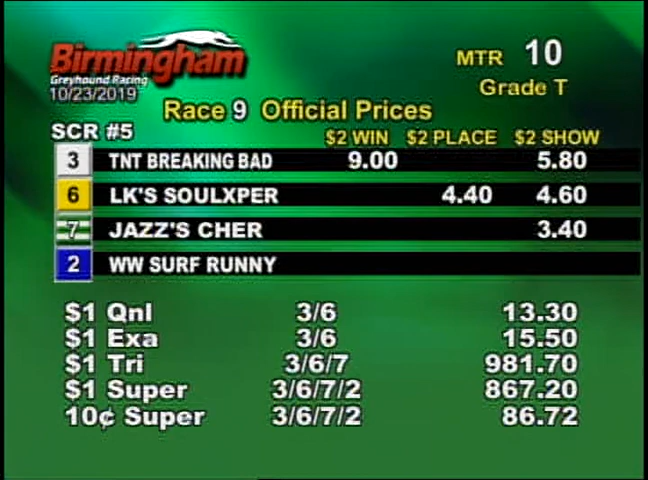 Birmingham
Greyhound Racing
10/23/2019
MTR 10
Grade T
Race 9 Official Prices
SCR #5
$2 WIN $2 PLACE $2 SHOW
3 TNT BREAKING BAD 9.00 5.80
6 LK'S SOULXPER 4.40 4.60
7 JAZZ'S CHER 3.40
2 WW SURF RUNNY
$1 Qnl 3/6 13.30
$1 Exa 3/6 15.50
$1 Tri 3/6/7 981.70
$1 Super 3/6/7/2 867.20
10¢ Super 3/6/7/2 86.72